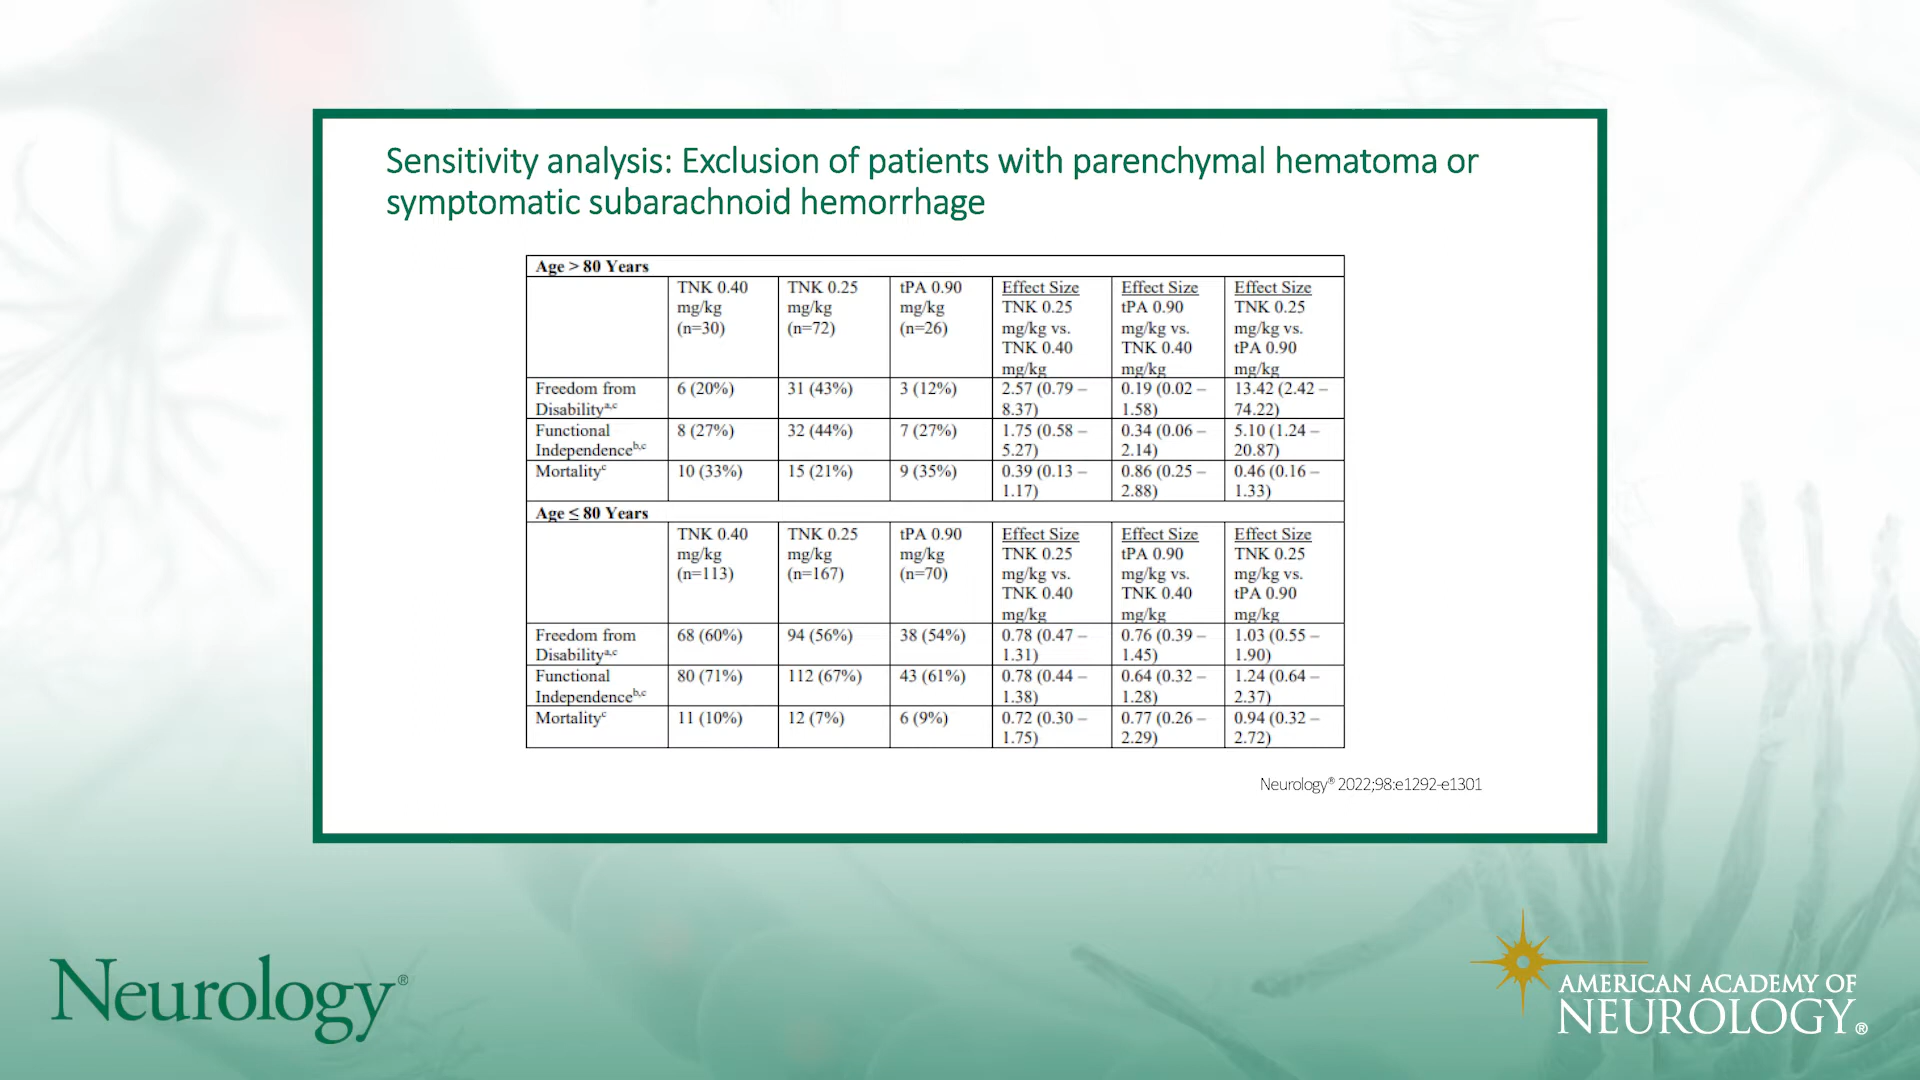 Sensitivity analysis: Exclusion of patients with parenchymal hematoma or
symptomatic subarachnoid hemorrhage
Age > 80 Years
TNK 0.40 mg/kg (n=30) TNK 0.25 mg/kg (n=72) tPA 0.90 mg/kg (n=26) Effect Size TNK 0.25 mg/kg vs. TNK 0.40 mg/kg Effect Size tPA 0.90 mg/kg vs. TNK 0.40 mg/kg Effect Size TNK 0.25 mg/kg vs. tPA 0.90 mg/kg
Freedom from Disability^a,c 6 (20%) 31 (43%) 3 (12%) 2.57 (0.79 – 8.37) 0.19 (0.02 – 1.58) 13.42 (2.42 – 74.22)
Functional Independence^b,c 8 (27%) 32 (44%) 7 (27%) 1.75 (0.58 – 5.27) 0.34 (0.06 – 2.14) 5.10 (1.24 – 20.87)
Mortality^c 10 (33%) 15 (21%) 9 (35%) 0.39 (0.13 – 1.17) 0.86 (0.25 – 2.88) 0.46 (0.16 – 1.33)
Age ≤ 80 Years
TNK 0.40 mg/kg (n=113) TNK 0.25 mg/kg (n=167) tPA 0.90 mg/kg (n=70) Effect Size TNK 0.25 mg/kg vs. TNK 0.40 mg/kg Effect Size tPA 0.90 mg/kg vs. TNK 0.40 mg/kg Effect Size TNK 0.25 mg/kg vs. tPA 0.90 mg/kg
Freedom from Disability^a,c 68 (60%) 94 (56%) 38 (54%) 0.78 (0.47 – 1.31) 0.76 (0.39 – 1.45) 1.03 (0.55 – 1.90)
Functional Independence^b,c 80 (71%) 112 (67%) 43 (61%) 0.78 (0.44 – 1.38) 0.64 (0.32 – 1.28) 1.24 (0.64 – 2.37)
Mortality^c 11 (10%) 12 (7%) 6 (9%) 0.72 (0.30 – 1.75) 0.77 (0.26 – 2.29) 0.94 (0.32 – 2.72)
Neurology® 2022;98:e1292-e1301
Neurology®
AMERICAN ACADEMY OF
NEUROLOGY®